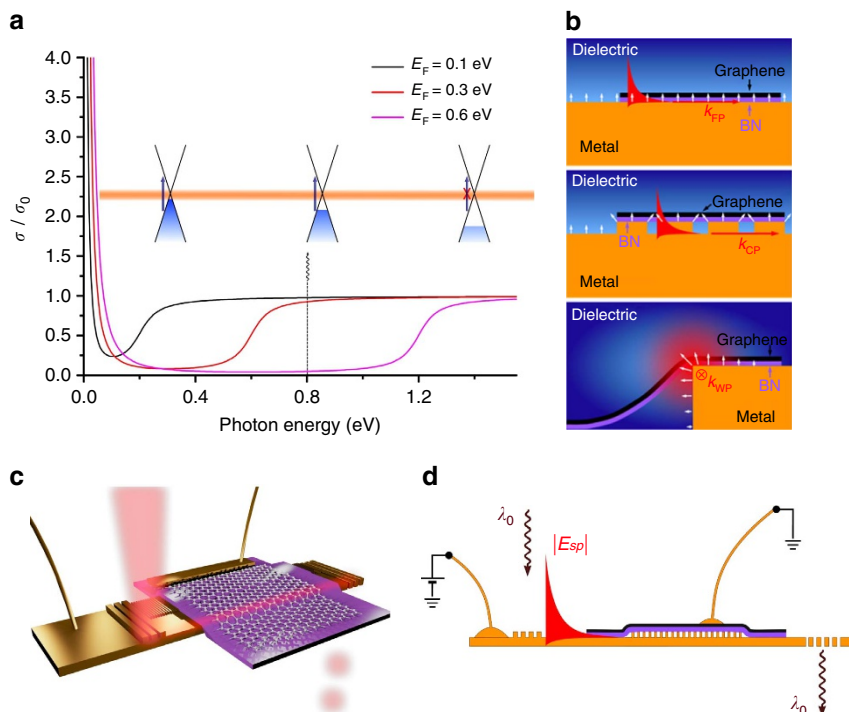 a
4.0
3.5
3.0
2.5
2.0
1.5
1.0
0.5
0.0
σ / σ₀
0.0
0.4
0.8
1.2
Photon energy (eV)
E_F = 0.1 eV
E_F = 0.3 eV
E_F = 0.6 eV
x
b
Dielectric
Graphene
k_FP
BN
Metal
Dielectric
Graphene
BN
k_CP
Metal
Dielectric
Graphene
k_WP
BN
Metal
c
d
λ₀
|E_sp|
λ₀